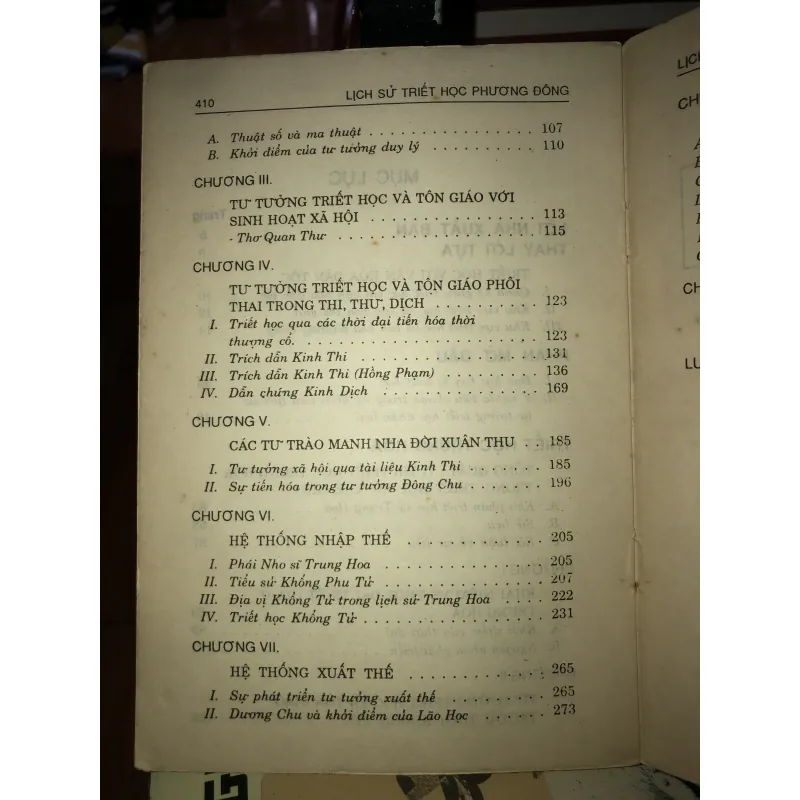 410 LỊCH SỬ TRIẾT HỌC PHƯƠNG ĐÔNG
A. Thuật số và ma thuật . . . . . . . . . . . . . . . . 107
B. Khởi điểm của tư tưởng duy lý . . . . . . . . . . 110
CHƯƠNG III.
TƯ TƯỞNG TRIẾT HỌC VÀ TÔN GIÁO VỚI
SINH HOẠT XÃ HỘI . . . . . . . . . . . . . . . . 113
- Thơ Quan Thư . . . . . . . . . . . . . . . . . . . 115
CHƯƠNG IV.
TƯ TƯỞNG TRIẾT HỌC VÀ TÔN GIÁO PHÔI
THAI TRONG THI, THƯ, DỊCH . . . . . . . . . . 123
I. Triết học qua các thời đại tiến hóa thời
thượng cổ. . . . . . . . . . . . . . . . . . . . . . . 123
II. Trích dẫn Kinh Thi . . . . . . . . . . . . . . . . 131
III. Trích dẫn Kinh Thi (Hồng Phạm) . . . . . . . . . 136
IV. Dẫn chứng Kinh Dịch . . . . . . . . . . . . . . 169
CHƯƠNG V.
CÁC TƯ TRÀO MANH NHA ĐỜI XUÂN THU . . 185
I. Tư tưởng xã hội qua tài liệu Kinh Thi . . . . . . . 185
II. Sự tiến hóa trong tư tưởng Đông Chu . . . . . . . 196
CHƯƠNG VI.
HỆ THỐNG NHẬP THẾ . . . . . . . . . . . . 205
I. Phái Nho sĩ Trung Hoa . . . . . . . . . . . . . . 205
II. Tiểu sử Khổng Phu Tử . . . . . . . . . . . . . . 207
III. Địa vị Khổng Tử trong lịch sử Trung Hoa . . . . . 222
IV. Triết học Khổng Tử . . . . . . . . . . . . . . . . 231
CHƯƠNG VII.
HỆ THỐNG XUẤT THẾ . . . . . . . . . . . . 265
I. Sự phát triển tư tưởng xuất thế . . . . . . . . . 265
II. Dương Chu và khởi điểm của Lão Học . . . . . . 273